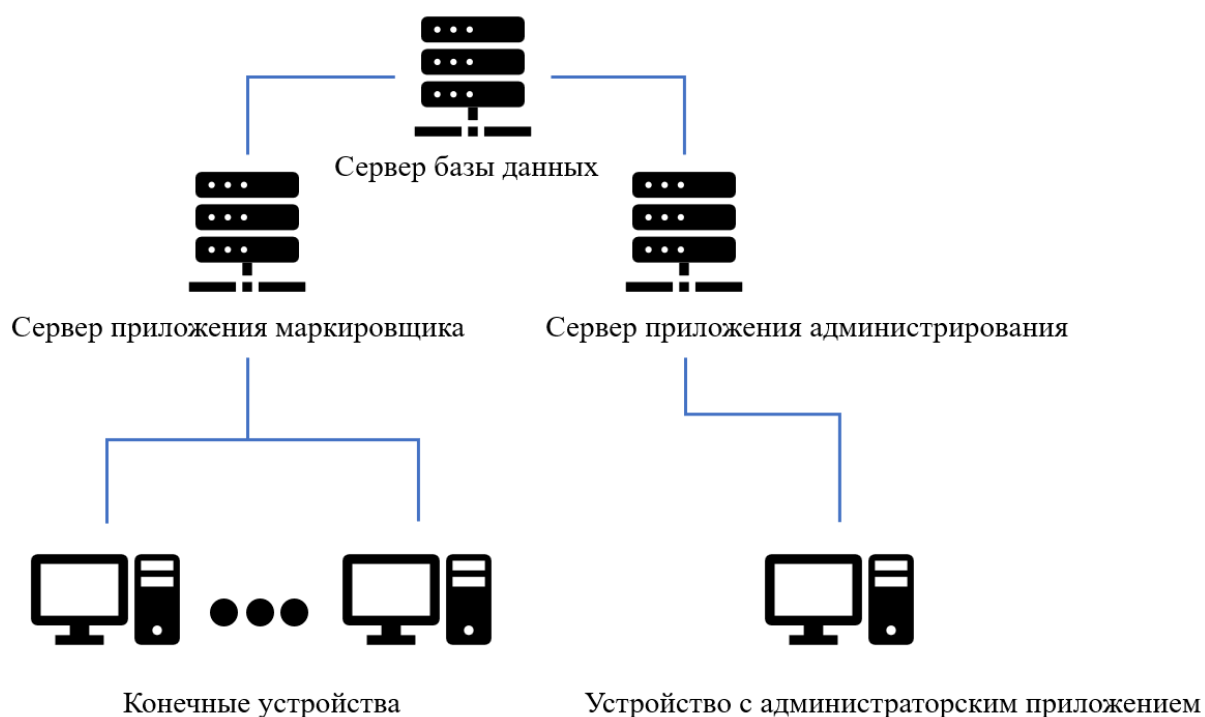 Сервер базы данных
Сервер приложения маркировщика
Сервер приложения администрирования
Конечные устройства
Устройство с администраторским приложением